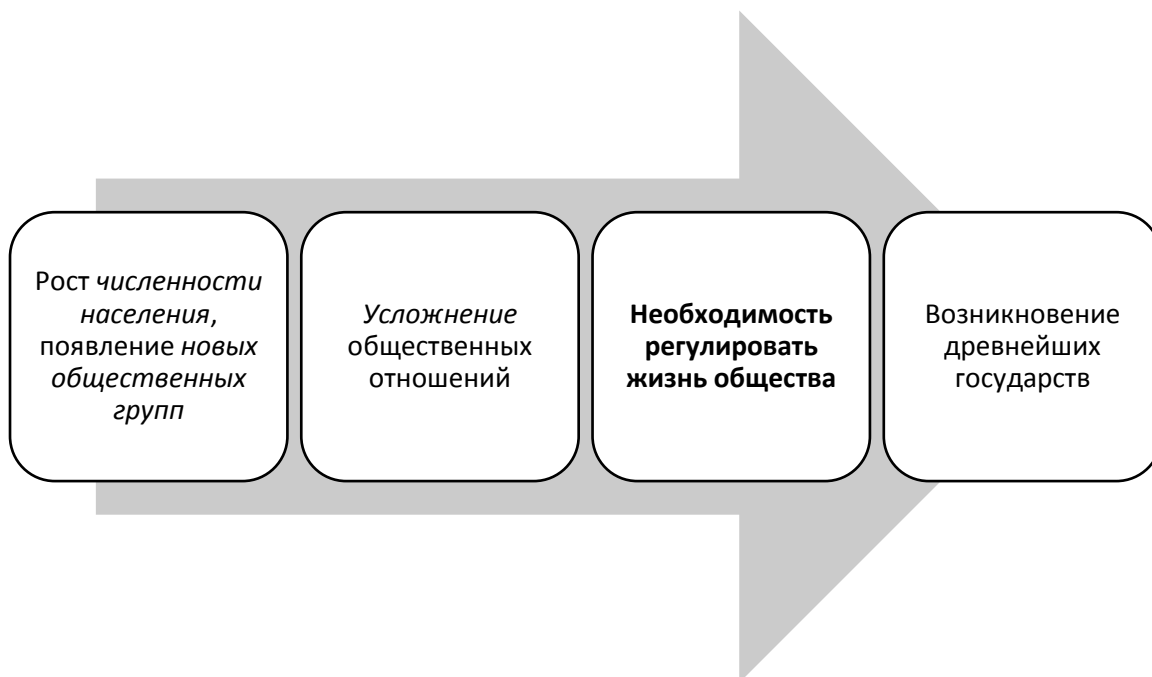 Рост численности
населения,
появление новых
общественных
групп
Усложнение
общественных
отношений
Необходимость
регулировать
жизнь общества
Возникновение
древнейших
государств